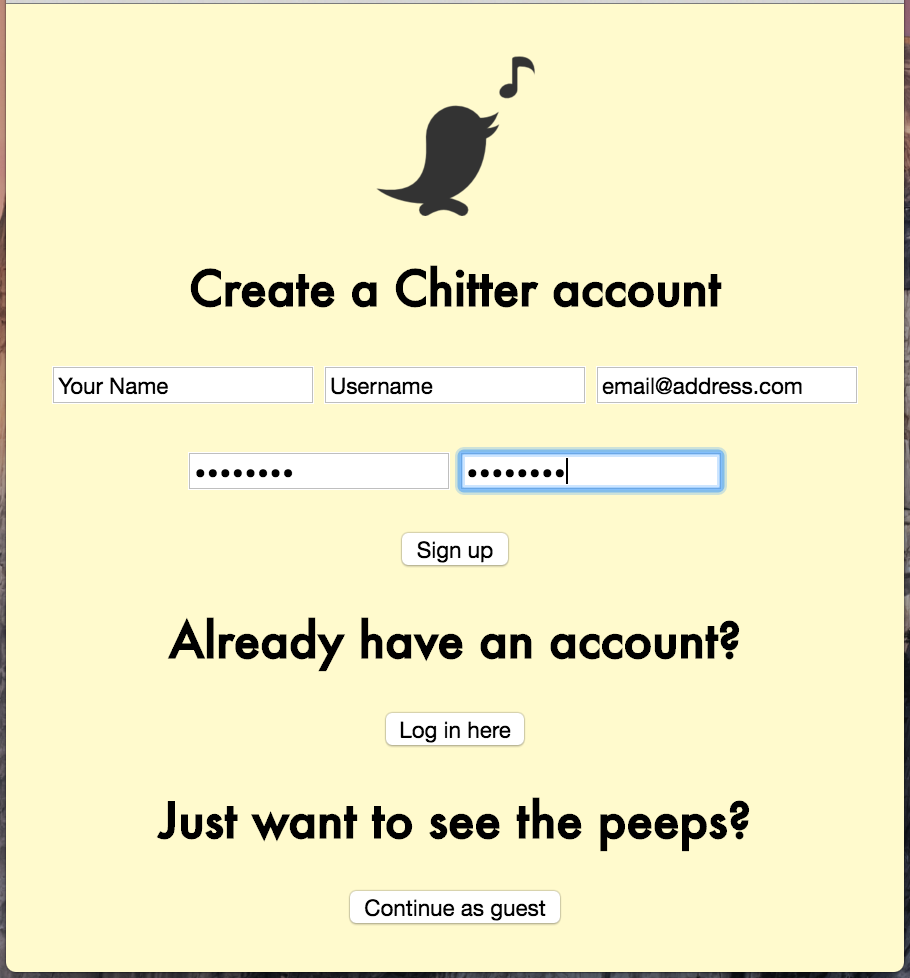 Create a Chitter account
Your Name Username email@address.com
•••••••• ••••••••
Sign up
Already have an account?
Log in here
Just want to see the peeps?
Continue as guest